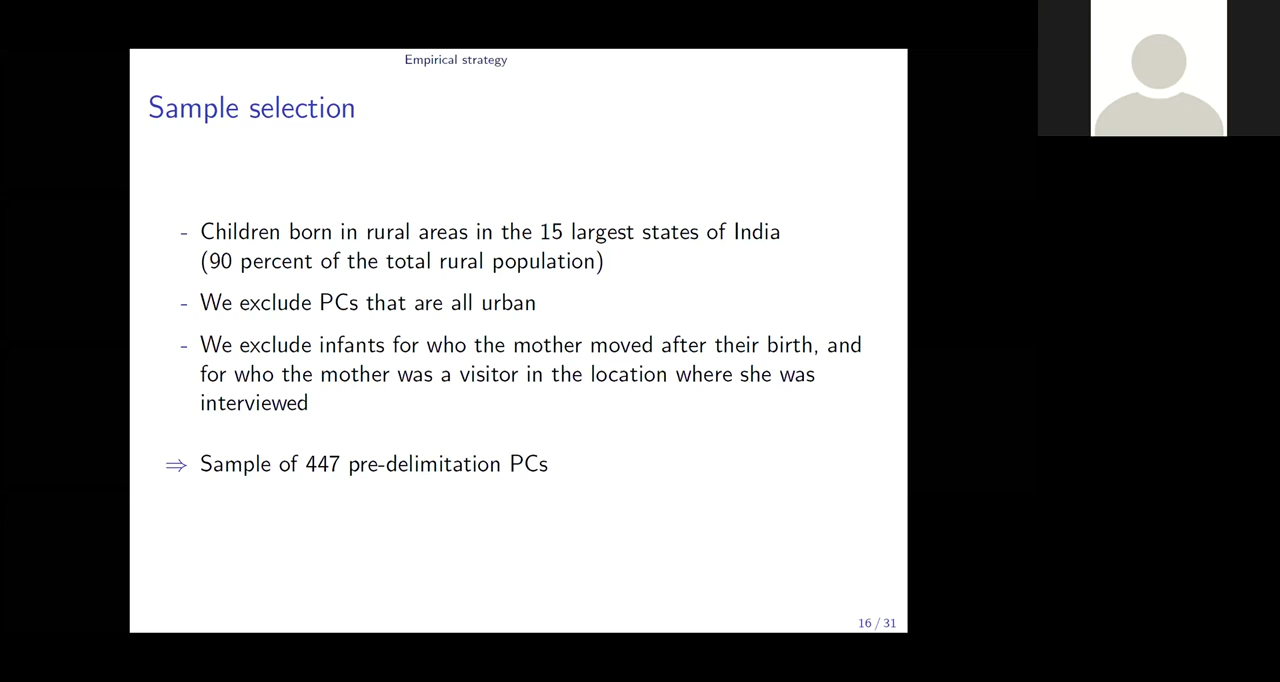 Empirical strategy
Sample selection
- Children born in rural areas in the 15 largest states of India
(90 percent of the total rural population)
- We exclude PCs that are all urban
- We exclude infants for who the mother moved after their birth, and
for who the mother was a visitor in the location where she was
interviewed
⇒ Sample of 447 pre-delimitation PCs
16 / 31